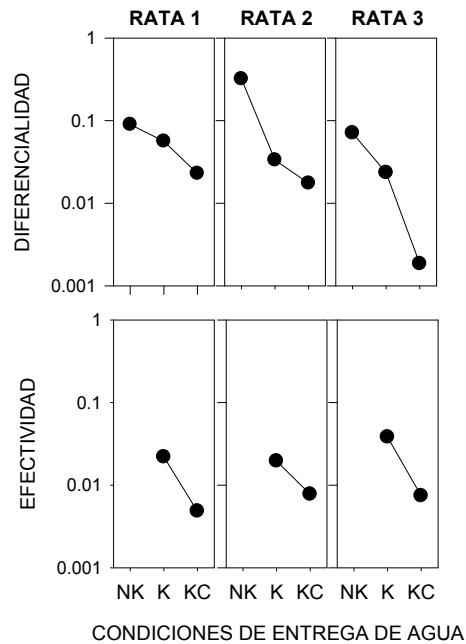 RATA 1 RATA 2 RATA 3
DIFERENCIALIDAD
1
0.1
0.01
0.001
EFECTIVIDAD
1
0.1
0.01
0.001
NK K KC NK K KC NK K KC
CONDICIONES DE ENTREGA DE AGUA